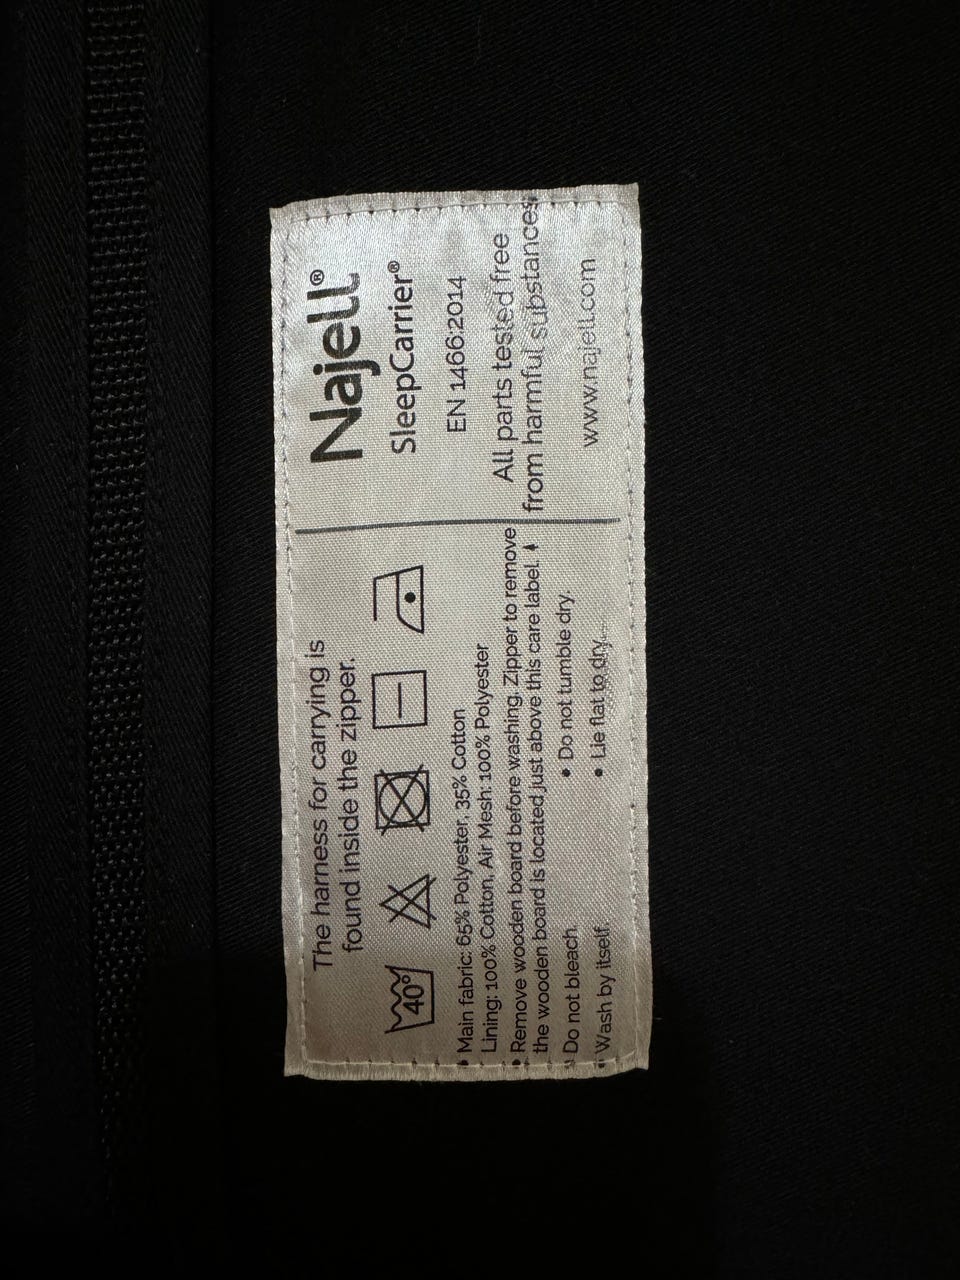 The harness for carrying is
found inside the zipper.
40°
• Main fabric: 65% Polyester, 35% Cotton
Lining: 100% Cotton, Air Mesh: 100% Polyester
• Remove wooden board before washing. Zipper to remove
the wooden board is located just above this care label.
• Do not bleach.
• Do not tumble dry.
• Wash by itself.
• Lie flat to dry.
Najell®
SleepCarrier®
EN 1466:2014
All parts tested free
from harmful substances
www.najell.com